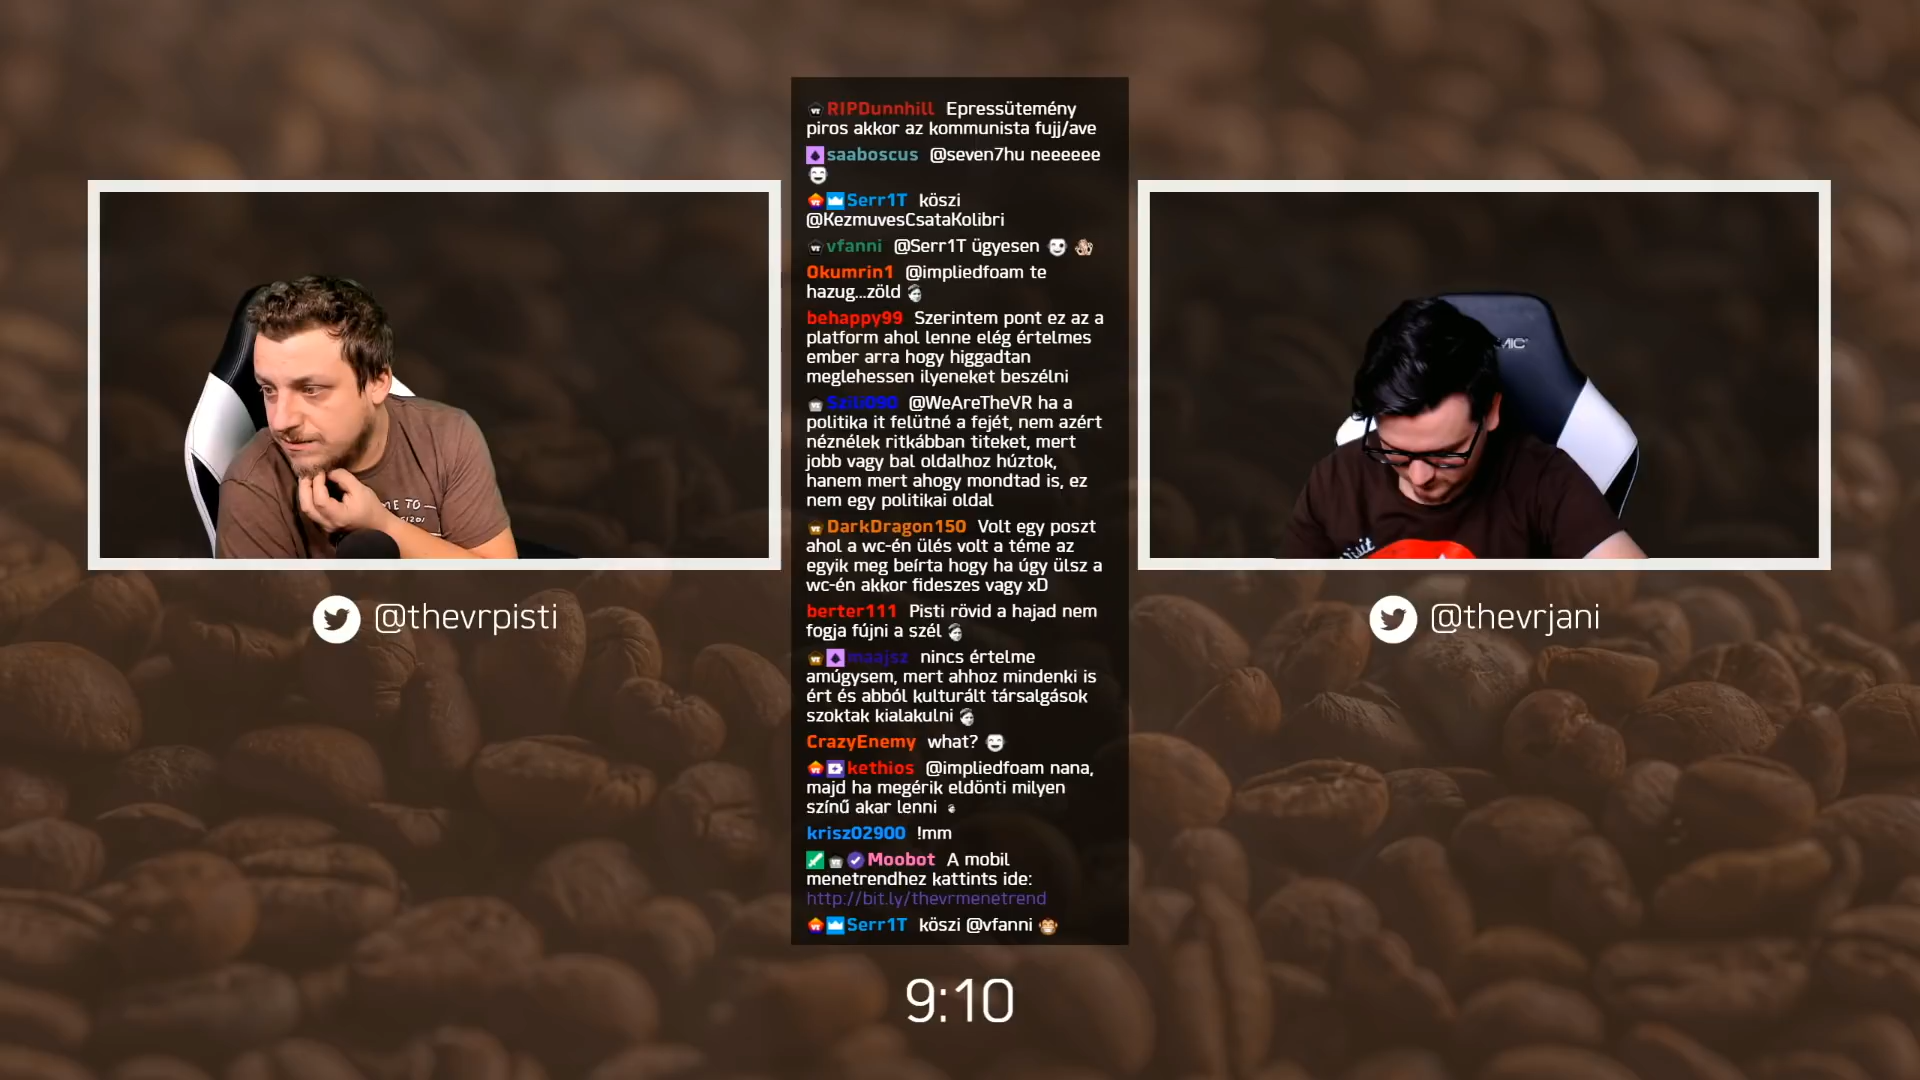 RIPDunnhill Epressütemény
piros akkor az kommunista fujj/ave
saaboscus @seven7hu neeeeee
Serr1T köszi
@KezmuvesCsataKolibri
vfanni @Serr1T ügyesen
Okumrin1 @impliedfoam te
hazug...zöld
behappy99 Szerintem pont ez az a
platform ahol lenne elég értelmes
ember arra hogy higgadtan
meglehessen ilyeneket beszélni
Szili090 @WeAreTheVR ha a
politika it felütné a fejét, nem azért
néznélek ritkábban titeket, mert
jobb vagy bal oldalhoz húztok,
hanem mert ahogy mondtad is, ez
nem egy politikai oldal
DarkDragon150 Volt egy poszt
ahol a wc-én ülés volt a téme az
egyik meg beírta hogy ha úgy ülsz a
wc-én akkor fideszes vagy xD
berter111 Pisti rövid a hajad nem
fogja fújni a szél
maajsz nincs értelme
amúgysem, mert ahhoz mindenki is
ért és abból kulturált társalgások
szoktak kialakulni
CrazyEnemy what?
kethios @impliedfoam nana,
majd ha megérik eldönti milyen
színű akar lenni
krisz02900 !mm
Moobot A mobil
menetrendhez kattints ide:
http://bit.ly/thevrmenetrend
Serr1T köszi @vfanni
ME TO
@thevrpisti
visit
@thevrjani
9:10